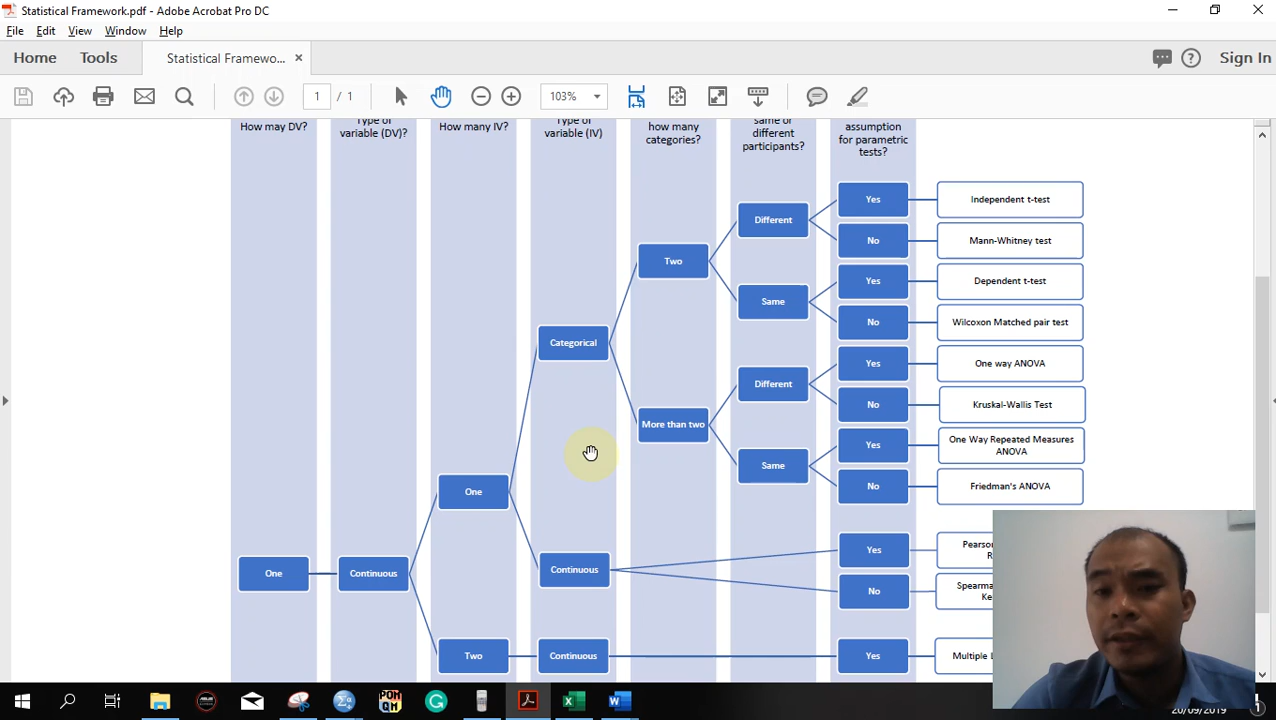 Statistical Framework.pdf - Adobe Acrobat Pro DC
File Edit View Window Help
Home Tools Statistical Framewo... ×
1 / 1 103% Sign In
How may DV?
Type of
variable (DV)?
How many IV?
Type of
variable (IV)
how many
categories?
same or
different
participants?
assumption
for parametric
tests?
Yes Independent t-test
Different
No Mann-Whitney test
Two
Yes Dependent t-test
Same
No Wilcoxon Matched pair test
Categorical
Yes One way ANOVA
Different
No Kruskal-Wallis Test
More than two
Yes One Way Repeated Measures
ANOVA
Same
No Friedman's ANOVA
One
Yes
Continuous
No
One Continuous
Two Continuous Yes Multiple
20/09/2019